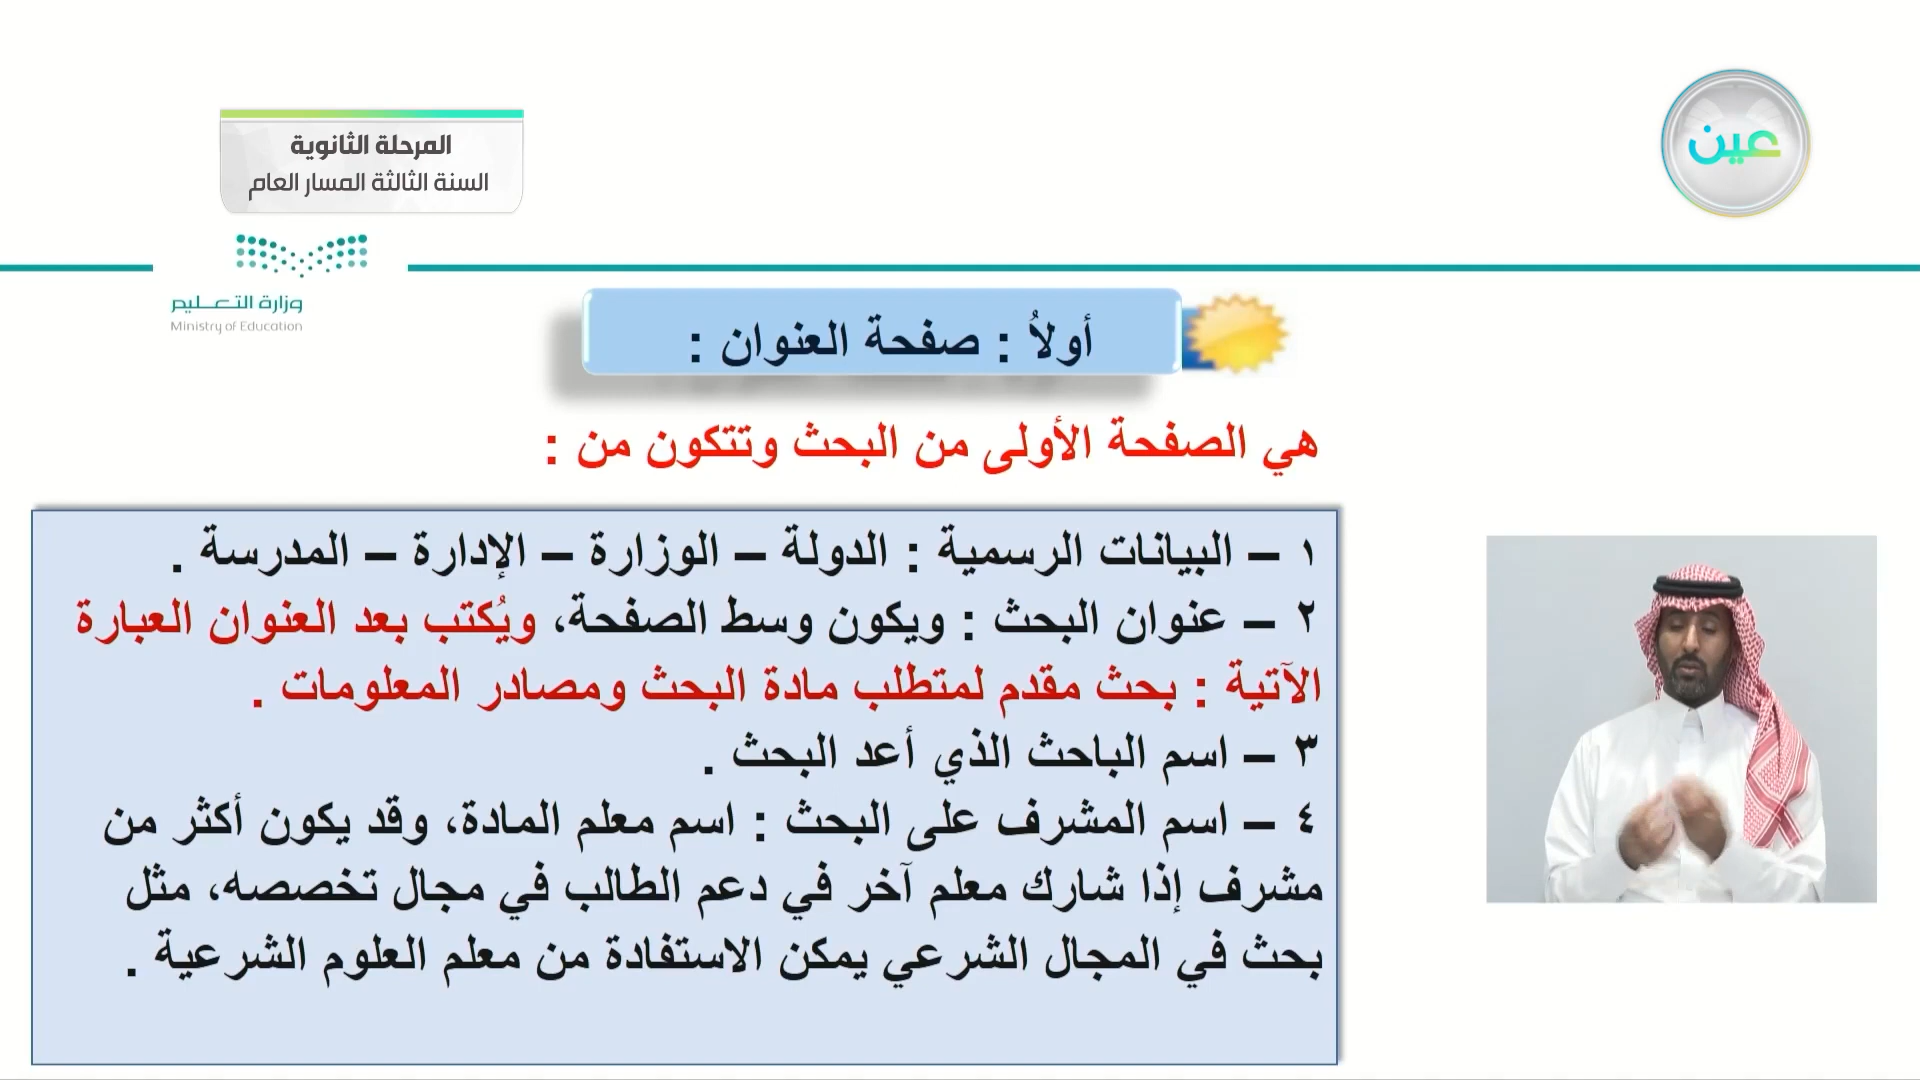 عين
المرحلة الثانوية
السنة الثالثة المسار العام
وزارة التعـــليم
Ministry of Education
أولاُ : صفحة العنوان :
هي الصفحة الأولى من البحث وتتكون من :
١ – البيانات الرسمية : الدولة – الوزارة – الإدارة – المدرسة .
٢ – عنوان البحث : ويكون وسط الصفحة، ويُكتب بعد العنوان العبارة
الآتية : بحث مقدم لمتطلب مادة البحث ومصادر المعلومات .
٣ – اسم الباحث الذي أعد البحث .
٤ – اسم المشرف على البحث : اسم معلم المادة، وقد يكون أكثر من
مشرف إذا شارك معلم آخر في دعم الطالب في مجال تخصصه، مثل
بحث في المجال الشرعي يمكن الاستفادة من معلم العلوم الشرعية .